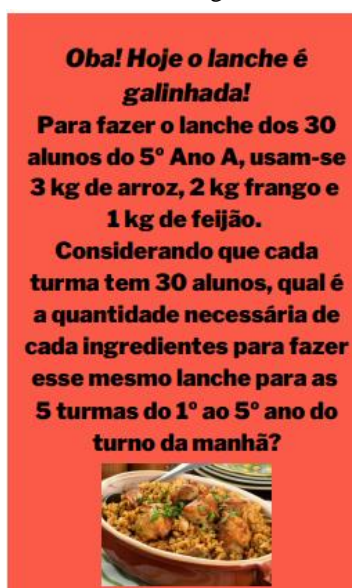 Oba! Hoje o lanche é
galinhada!
Para fazer o lanche dos 30
alunos do 5º Ano A, usam-se
3 kg de arroz, 2 kg frango e
1 kg de feijão.
Considerando que cada
turma tem 30 alunos, qual é
a quantidade necessária de
cada ingredientes para fazer
esse mesmo lanche para as
5 turmas do 1º ao 5º ano do
turno da manhã?